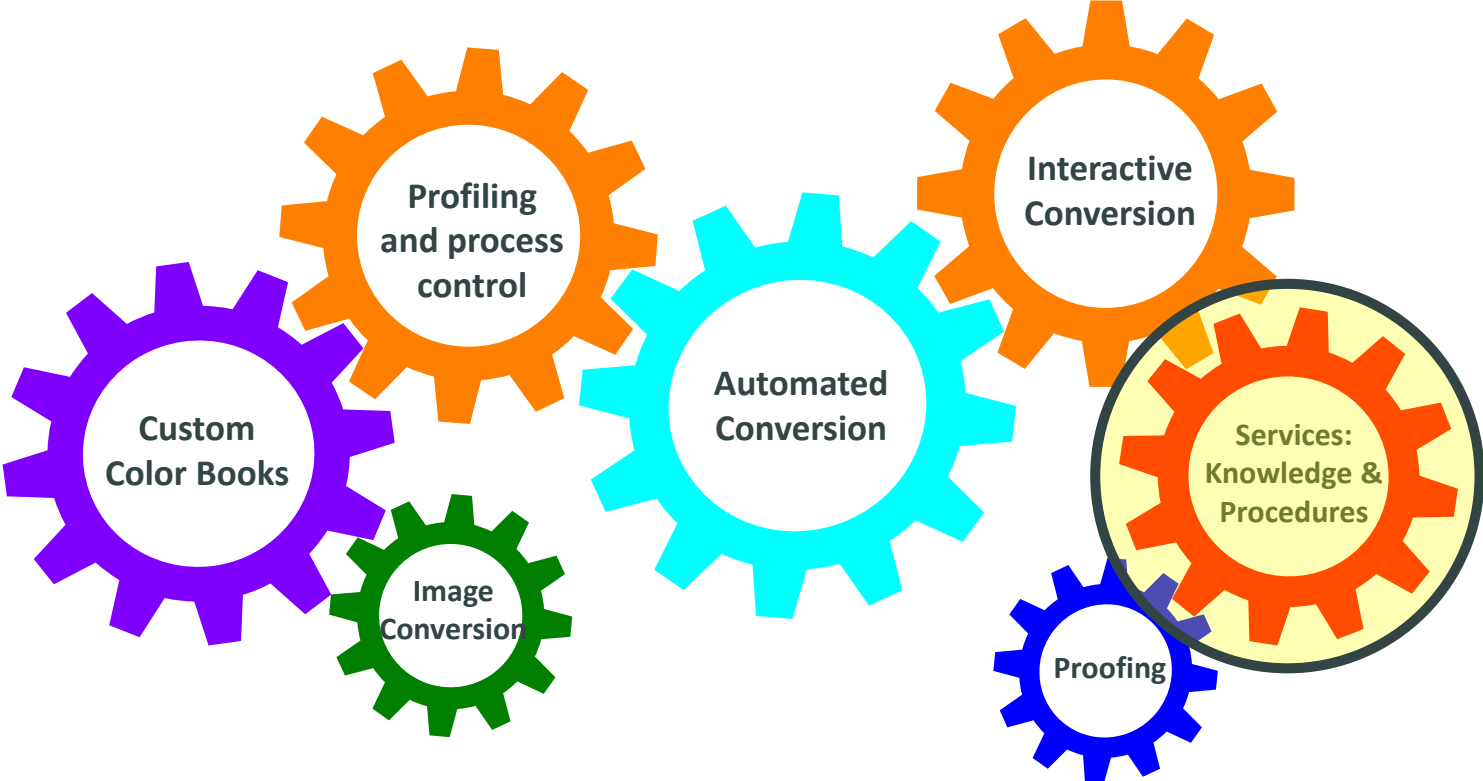 Profiling
and process
control
Interactive
Conversion
Automated
Conversion
Custom
Color Books
Services:
Knowledge &
Procedures
Image
Conversion
Proofing